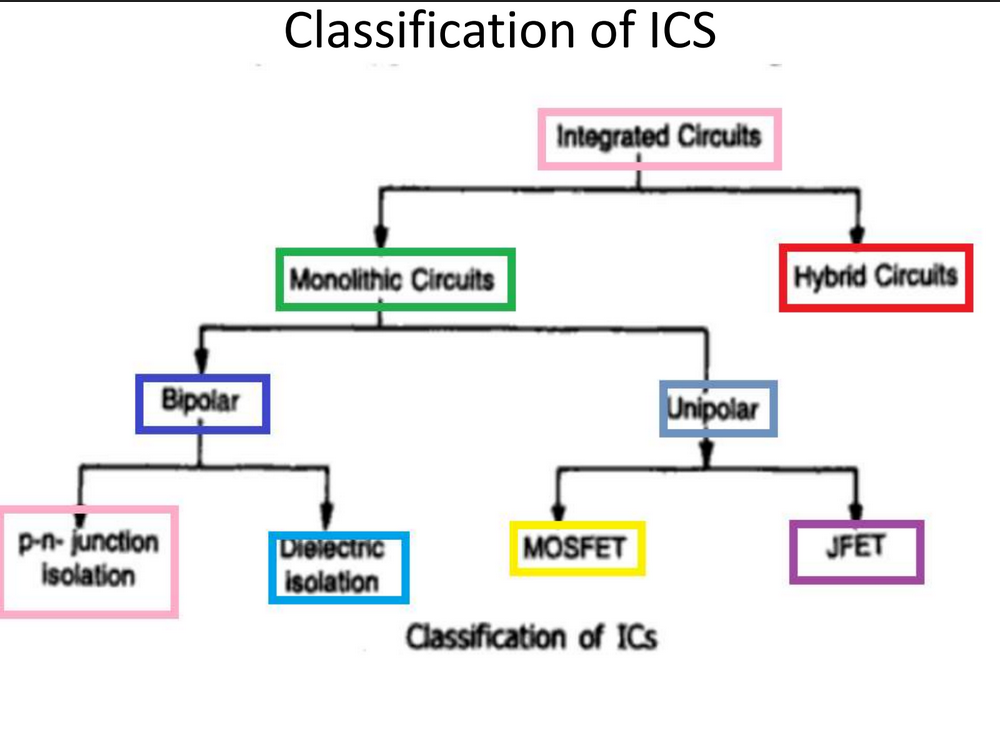 Classification of ICS
Integrated Circuits
Monolithic Circuits
Hybrid Circuits
Bipolar
Unipolar
p-n- junction
isolation
Dielectric
isolation
MOSFET
JFET
Classification of ICs